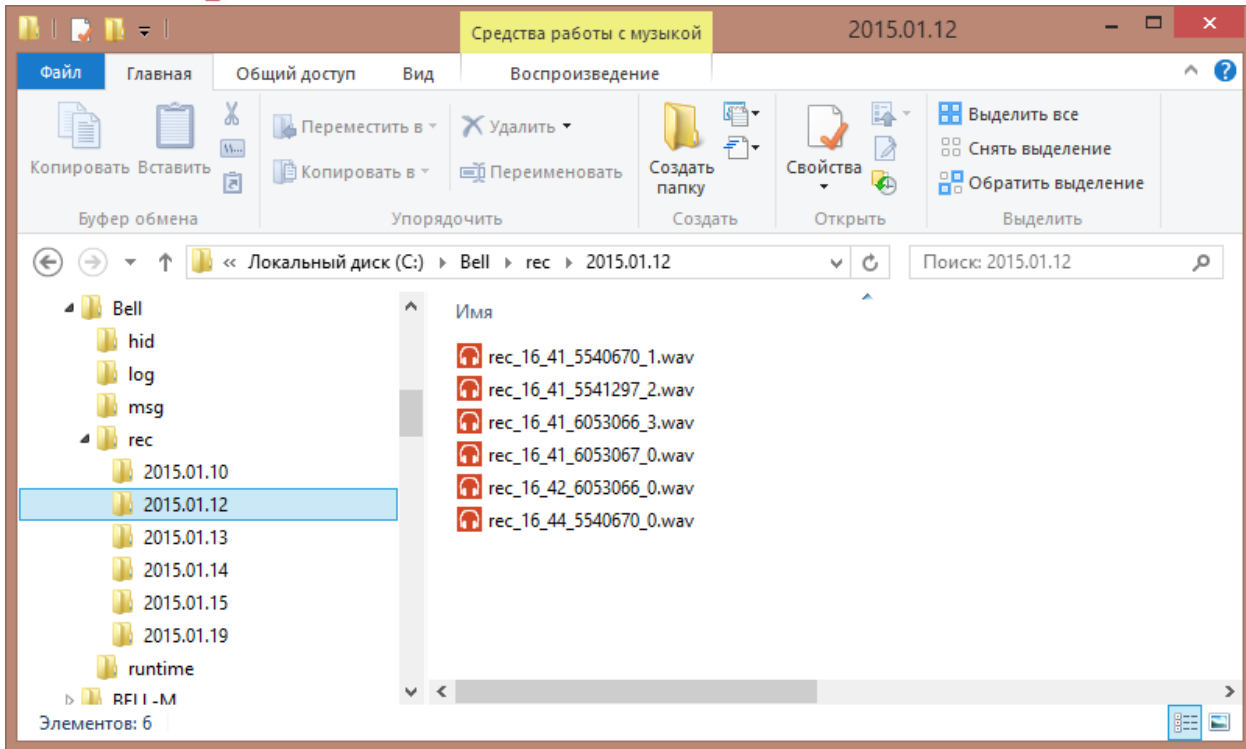 Средства работы с музыкой
2015.01.12
Файл
Главная
Общий доступ
Вид
Воспроизведение
Копировать
Вставить
Переместить в
Копировать в
Удалить
Переименовать
Создать
папку
Свойства
Выделить все
Снять выделение
Обратить выделение
Буфер обмена
Упорядочить
Создать
Открыть
Выделить
« Локальный диск (C:) Bell rec 2015.01.12
Поиск: 2015.01.12
Bell
hid
log
msg
rec
2015.01.10
2015.01.12
2015.01.13
2015.01.14
2015.01.15
2015.01.19
runtime
BELL-M
Имя
rec_16_41_5540670_1.wav
rec_16_41_5541297_2.wav
rec_16_41_6053066_3.wav
rec_16_41_6053067_0.wav
rec_16_42_6053066_0.wav
rec_16_44_5540670_0.wav
Элементов: 6